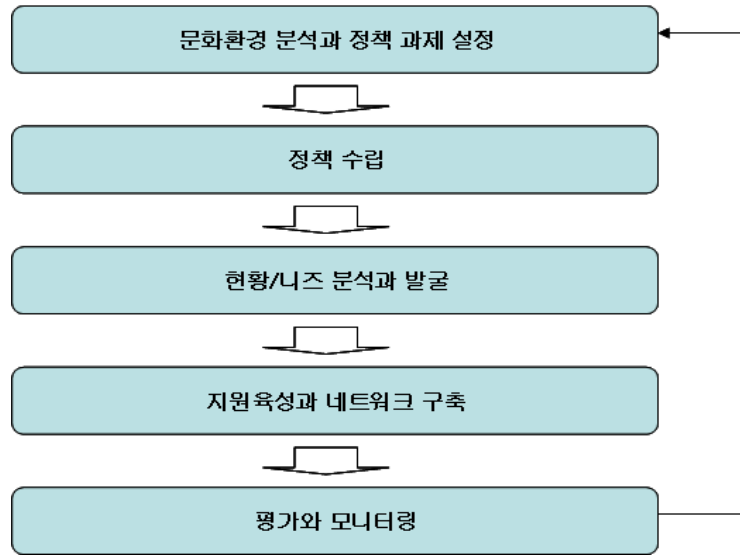 문화환경 분석과 정책 과제 설정
정책 수립
현황/니즈 분석과 발굴
지원육성과 네트워크 구축
평가와 모니터링